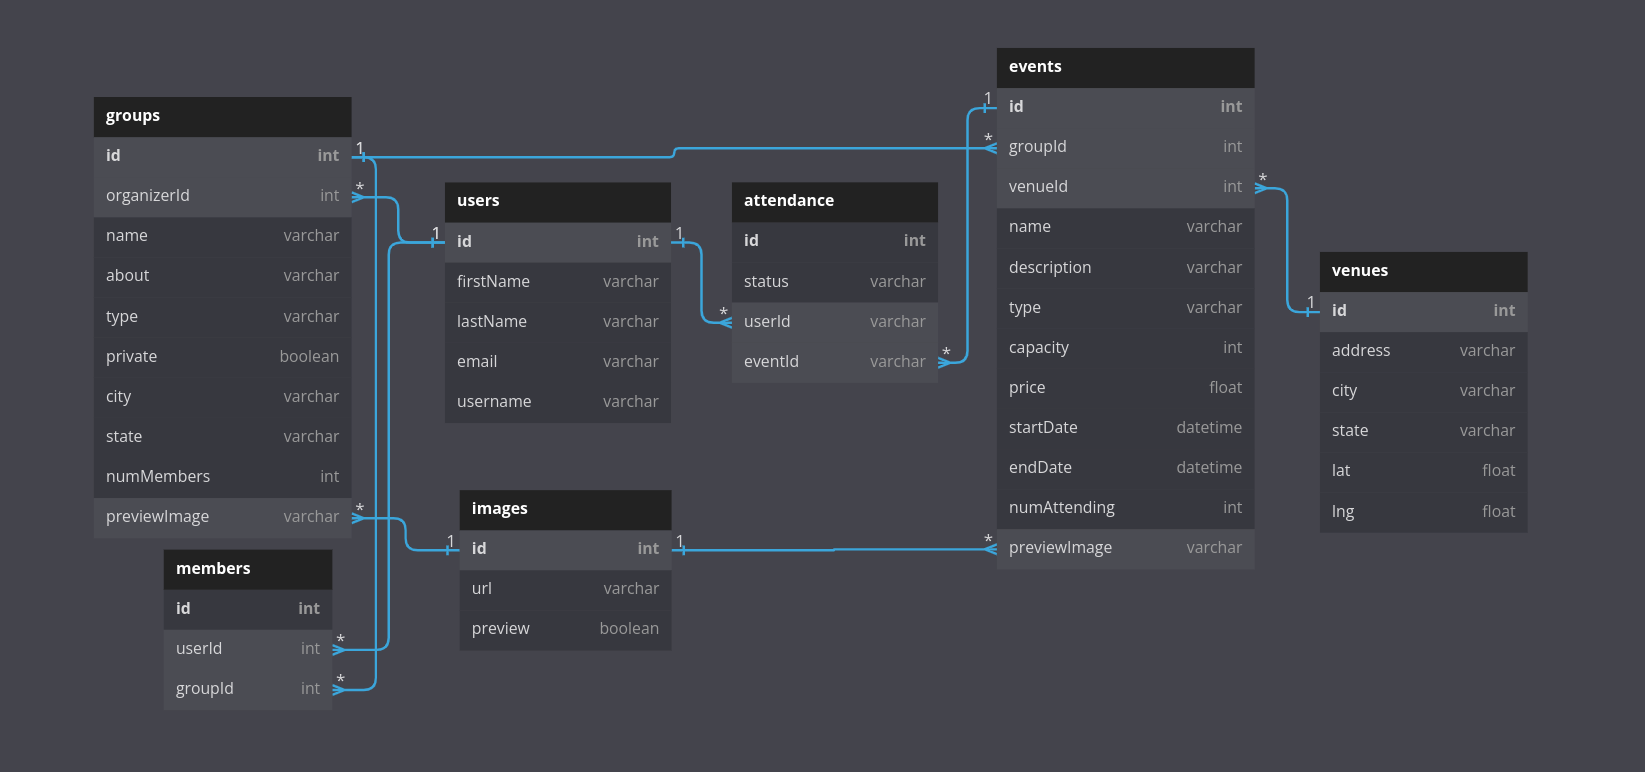 groups
id int
organizerId int
name varchar
about varchar
type varchar
private boolean
city varchar
state varchar
numMembers int
previewImage varchar
1
*
*
members
id int
userId int
groupId int
*
*
users
id int
firstName varchar
lastName varchar
email varchar
username varchar
1
1
images
id int
url varchar
preview boolean
1
1
attendance
id int
status varchar
userId varchar
eventId varchar
*
*
events
id int
groupId int
venueId int
name varchar
description varchar
type varchar
capacity int
price float
startDate datetime
endDate datetime
numAttending int
previewImage varchar
1
*
*
*
venues
id int
address varchar
city varchar
state varchar
lat float
lng float
1